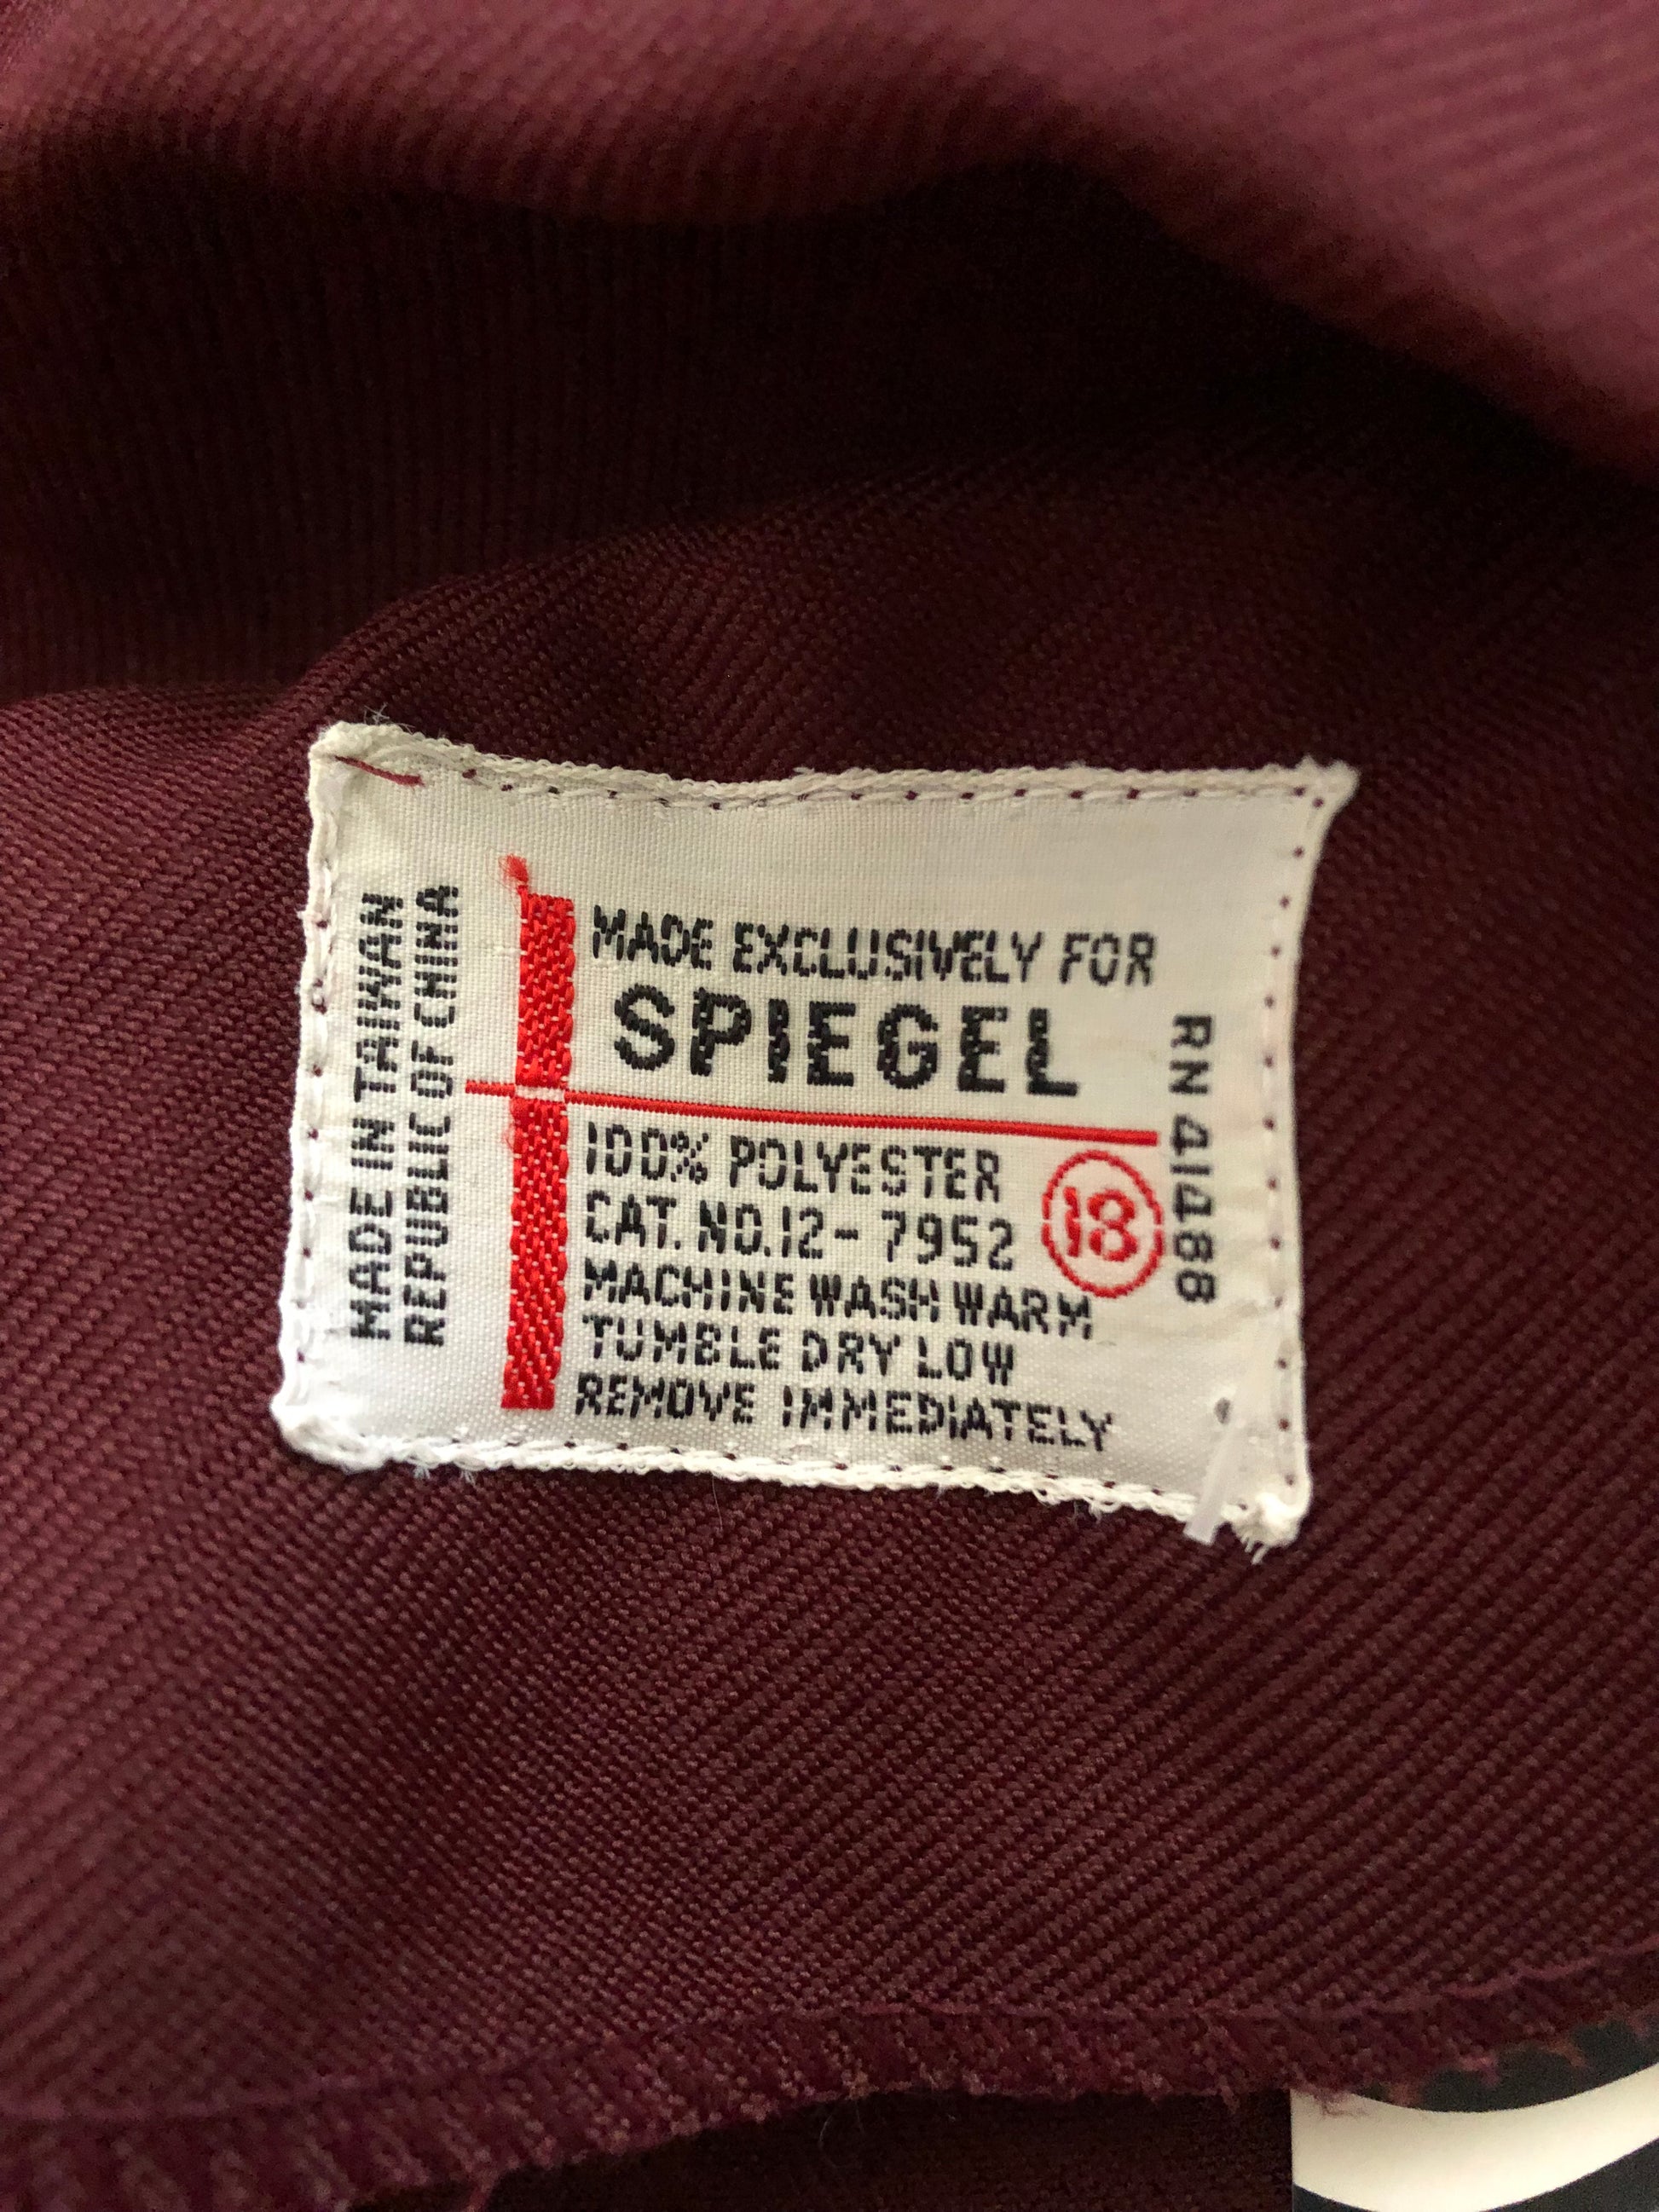 MADE IN TAIWAN
REPUBLIC OF CHINA
MADE EXCLUSIVELY FOR
SPIEGEL
100% POLYESTER
CAT. NO. 12-7952
18
MACHINE WASH WARM
TUMBLE DRY LOW
REMOVE IMMEDIATELY
RN 41488